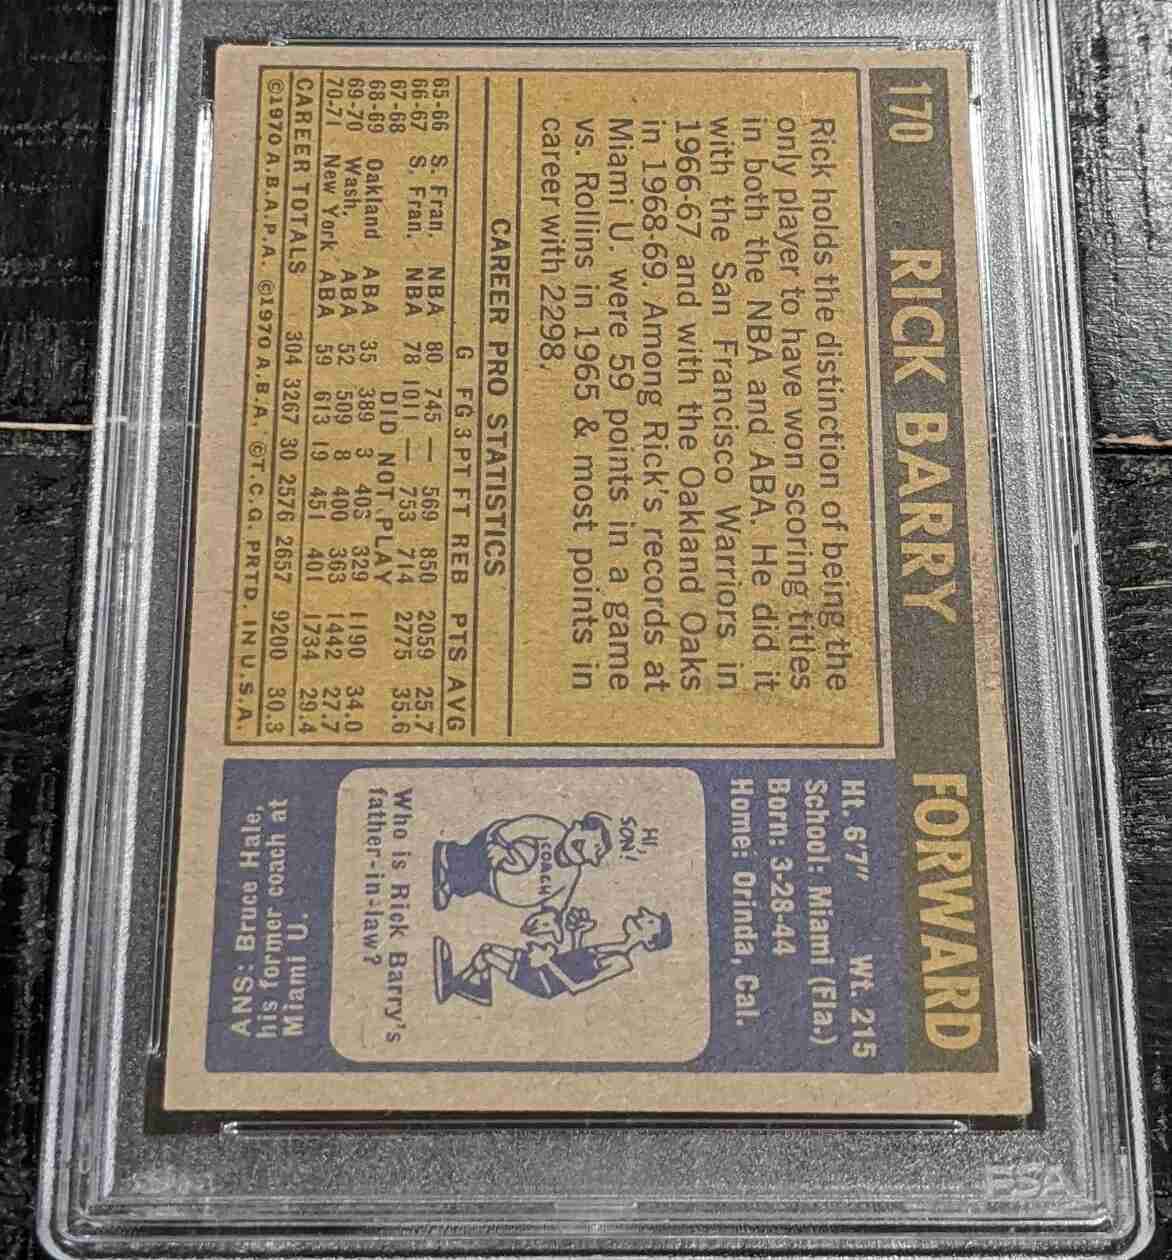 170 RICK BARRY FORWARD
Rick holds the distinction of being the
only player to have won scoring titles
in both the NBA and ABA. He did it
with the San Francisco Warriors in
1966-67 and with the Oakland Oaks
in 1968-69. Among Rick's records at
Miami U. were 59 points in a game
vs. Rollins in 1965 & most points in
career with 2298.
CAREER PRO STATISTICS
G FG 3PT FT REB PTS AVG
65-66 S. Fran. NBA 80 745 — 569 850 2059 25.7
66-67 S. Fran. NBA 78 1011 — 753 714 2775 35.6
67-68 DID NOT PLAY
68-69 Oakland ABA 35 389 3 403 329 1190 34.0
69-70 Wash. ABA 52 509 8 400 363 1442 27.7
70-71 New York ABA 59 613 19 451 401 1734 29.4
CAREER TOTALS 304 3267 30 2576 2657 9200 30.3
©1970 A.B.A.P.A. ©1970 A.B.A. ©T.C.G. PRTD. IN U.S.A.
Ht. 6'7" Wt. 215
School: Miami (Fla.)
Born: 3-28-44
Home: Orinda, Cal.
HI,
SON!
COACH
Who is Rick Barry's
father-in-law?
ANS: Bruce Hale,
his former coach at
Miami U.
PSA